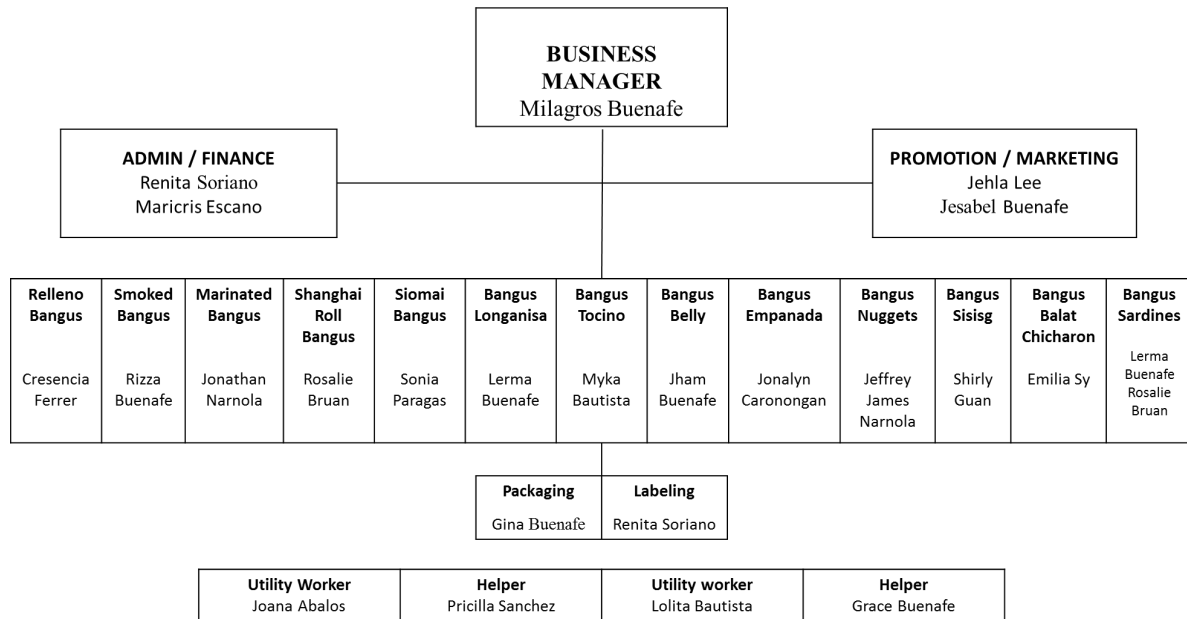 BUSINESS
MANAGER
Milagros Buenafe
ADMIN / FINANCE
Renita Soriano
Maricris Escano
PROMOTION / MARKETING
Jehla Lee
Jesabel Buenafe
Relleno
Bangus
Cresencia
Ferrer
Smoked
Bangus
Rizza
Buenafe
Marinated
Bangus
Jonathan
Narnola
Shanghai
Roll
Bangus
Rosalie
Bruan
Siomai
Bangus
Sonia
Paragas
Bangus
Longanisa
Lerma
Buenafe
Bangus
Tocino
Myka
Bautista
Bangus
Belly
Jham
Buenafe
Bangus
Empanada
Jonalyn
Caronongan
Bangus
Nuggets
Jeffrey
James
Narnola
Bangus
Sisisg
Shirly
Guan
Bangus
Balat
Chicharon
Emilia Sy
Bangus
Sardines
Lerma
Buenafe
Rosalie
Bruan
Packaging
Gina Buenafe
Labeling
Renita Soriano
Utility Worker
Joana Abalos
Helper
Pricilla Sanchez
Utility worker
Lolita Bautista
Helper
Grace Buenafe